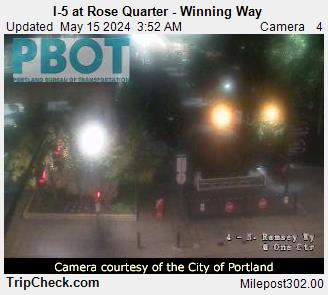 I-5 at Rose Quarter - Winning Way
Updated May 15 2024 3:52 AM Camera 4
PBOT
PORTLAND BUREAU OF TRANSPORTATION
4 - N. Ramsey Wy
@ One Ctr
Camera courtesy of the City of Portland
TripCheck.com Milepost302.00